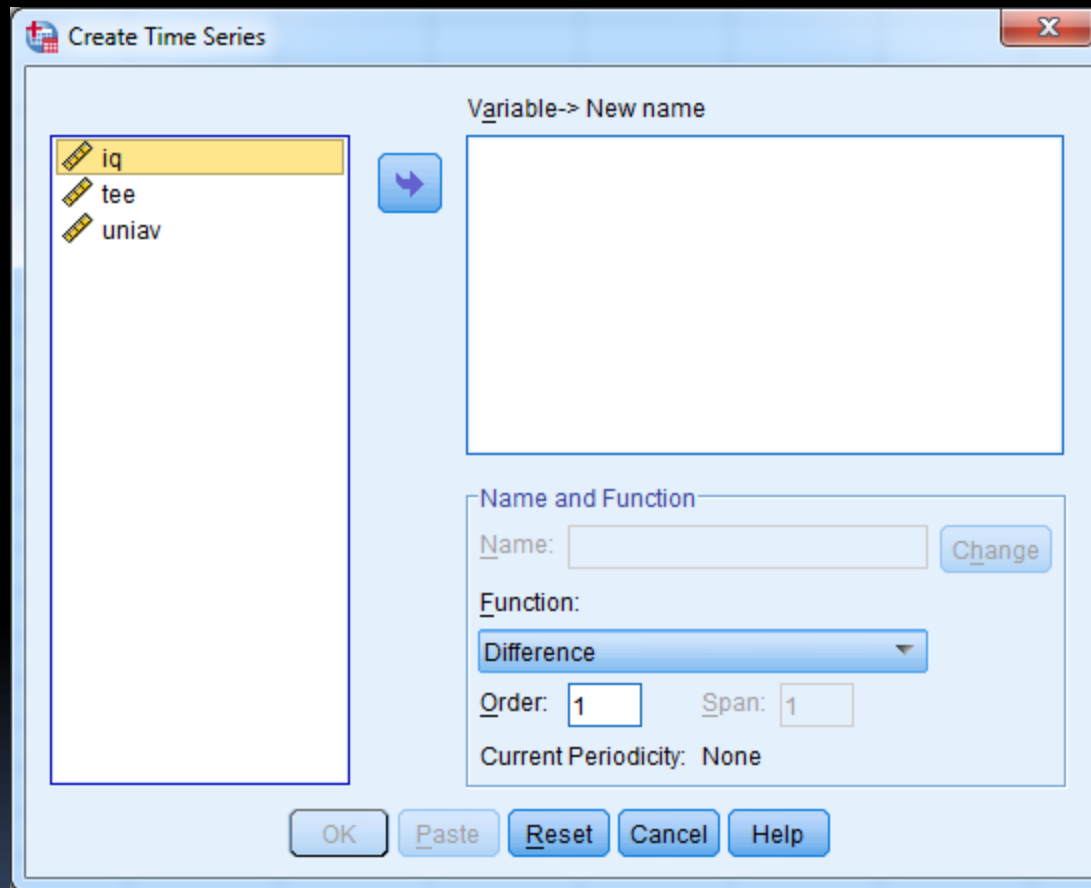 Create Time Series
Variable-> New name
iq
tee
uniav
Name and Function
Name:
Change
Function:
Difference
Order: 1 Span: 1
Current Periodicity: None
OK Paste Reset Cancel Help